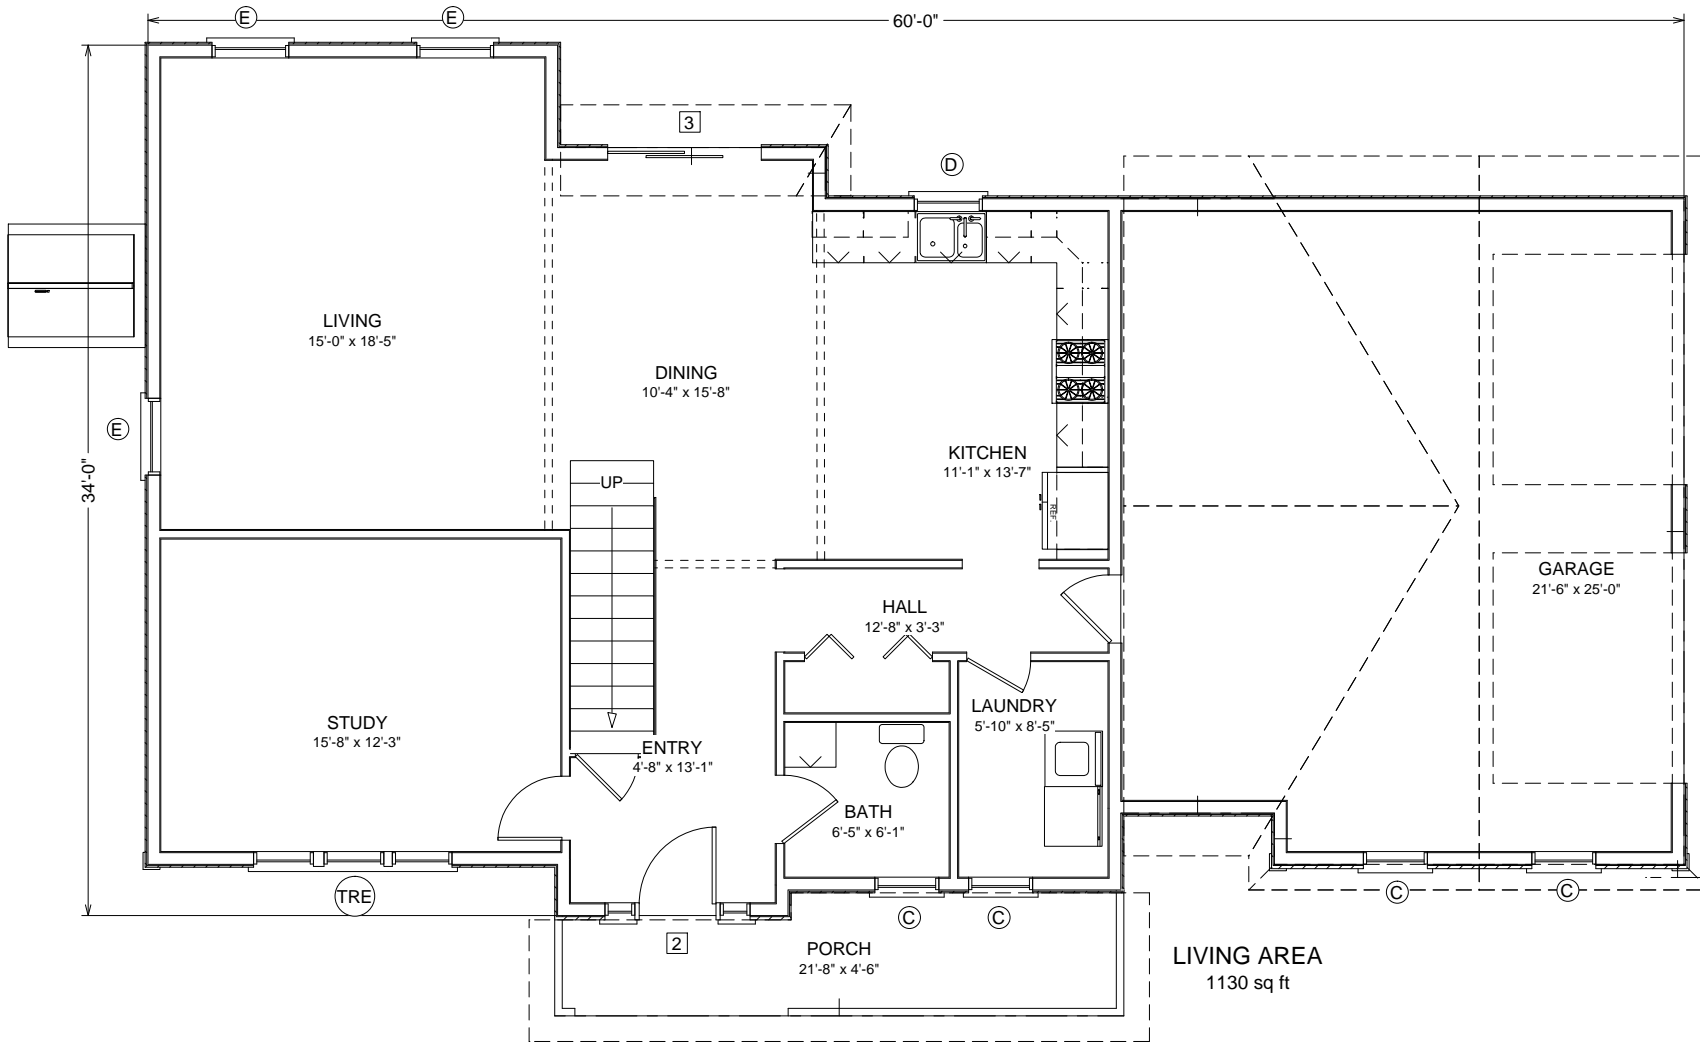 E
E
60'-0"
3
D
LIVING
15'-0" x 18'-5"
DINING
10'-4" x 15'-8"
E
34'-0"
KITCHEN
11'-1" x 13'-7"
UP
REF.
GARAGE
21'-6" x 25'-0"
HALL
12'-8" x 3'-3"
STUDY
15'-8" x 12'-3"
LAUNDRY
5'-10" x 8'-5"
ENTRY
4'-8" x 13'-1"
BATH
6'-5" x 6'-1"
TRE
C
C
C
C
2
PORCH
21'-8" x 4'-6"
LIVING AREA
1130 sq ft